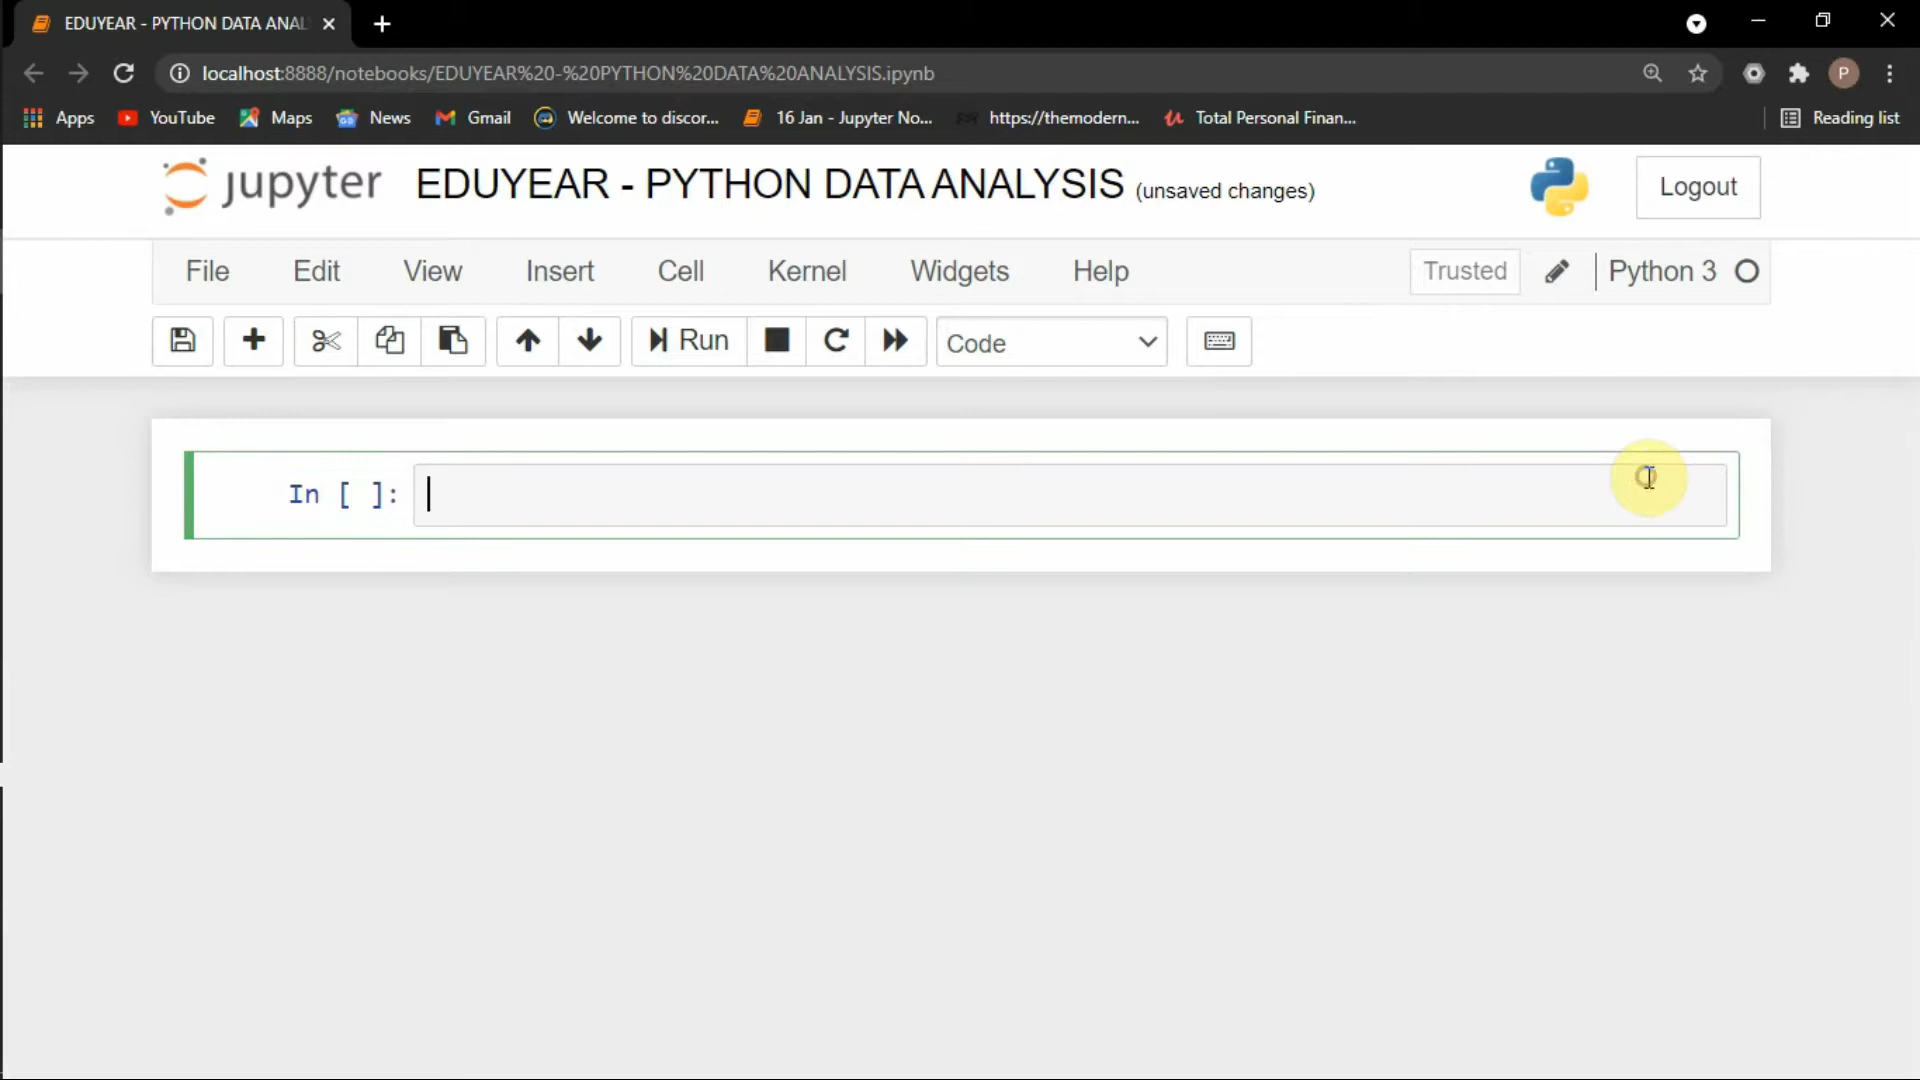 EDUYEAR - PYTHON DATA ANAL
localhost:8888/notebooks/EDUYEAR%20-%20PYTHON%20DATA%20ANALYSIS.ipynb
P
Apps YouTube Maps News Gmail Welcome to discor... 16 Jan - Jupyter No... https://themodern... Total Personal Finan... Reading list
jupyter EDUYEAR - PYTHON DATA ANALYSIS (unsaved changes) Logout
File Edit View Insert Cell Kernel Widgets Help Trusted Python 3
Run Code
In [ ]: